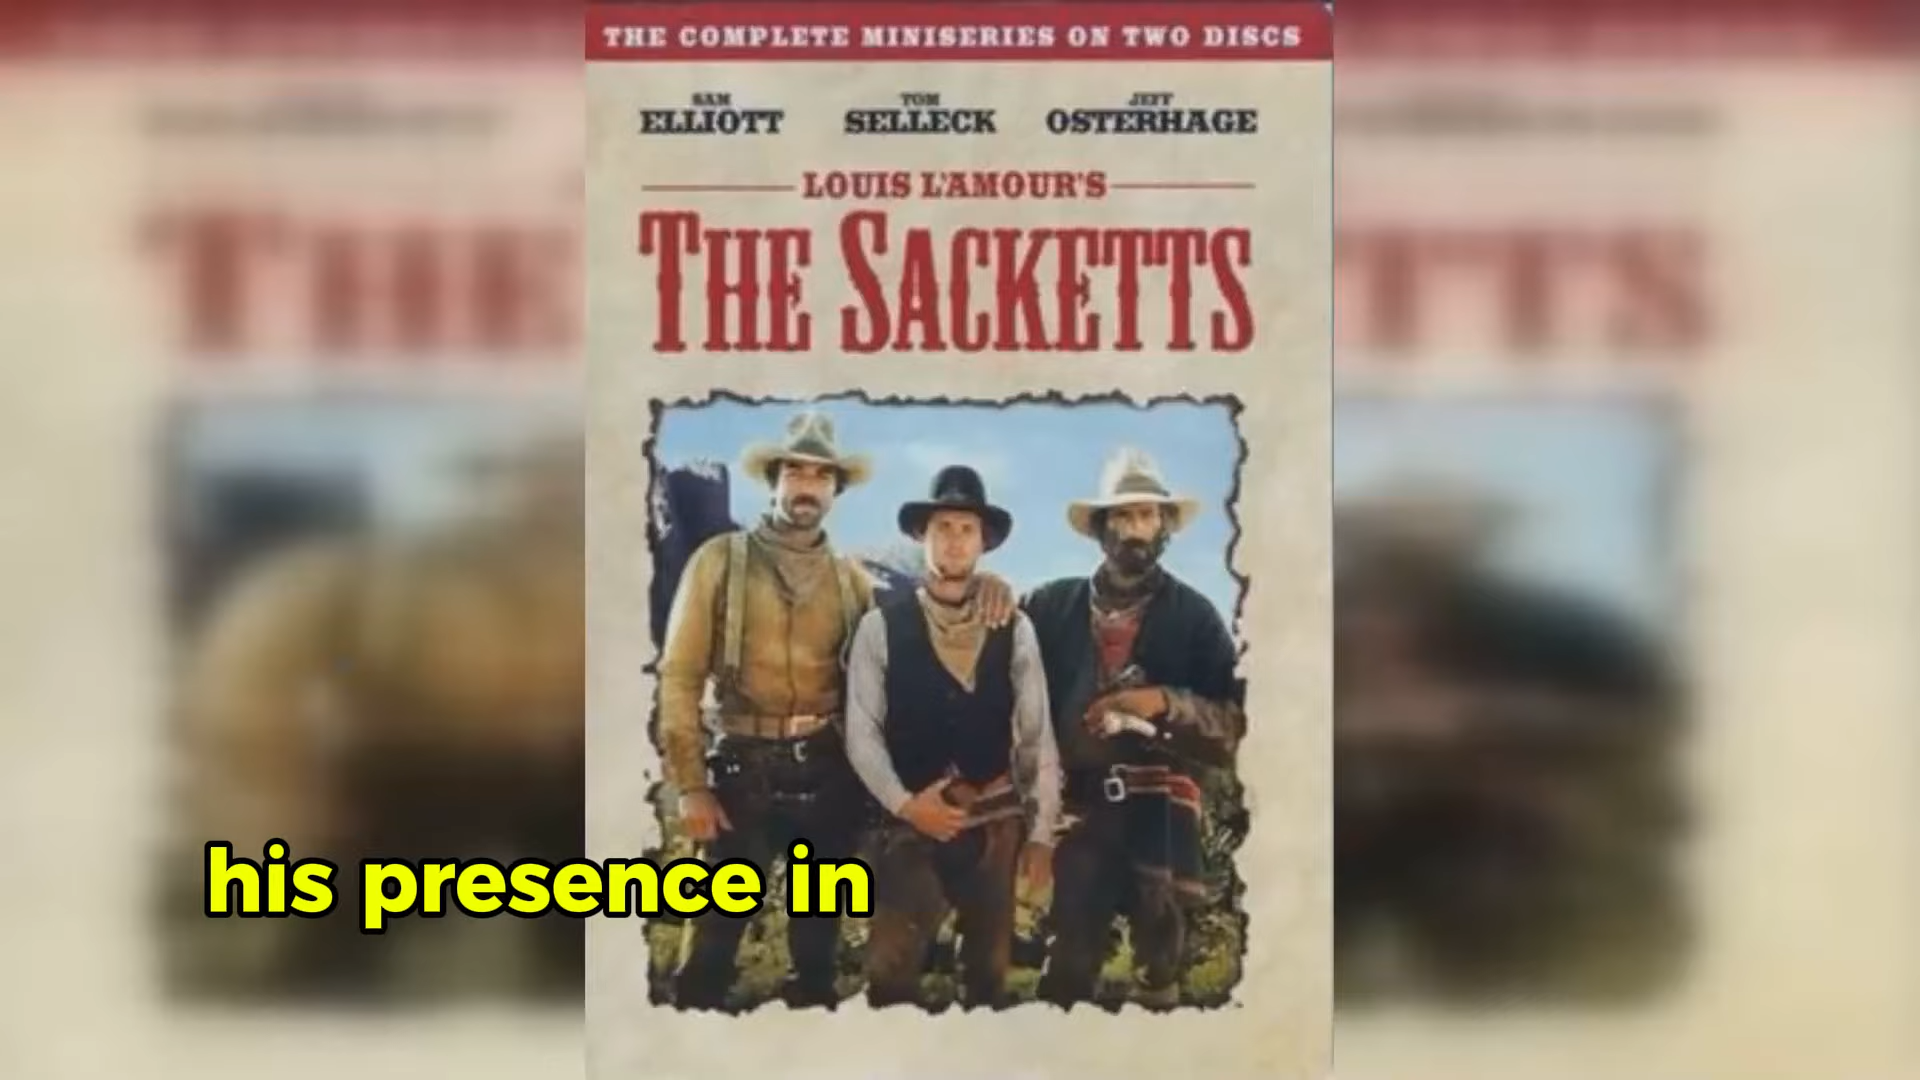 THE COMPLETE MINISERIES ON TWO DISCS
SAM TOM JEFF
ELLIOTT SELLECK OSTERHAGE
LOUIS L'AMOUR'S
THE SACKETTS
his presence in